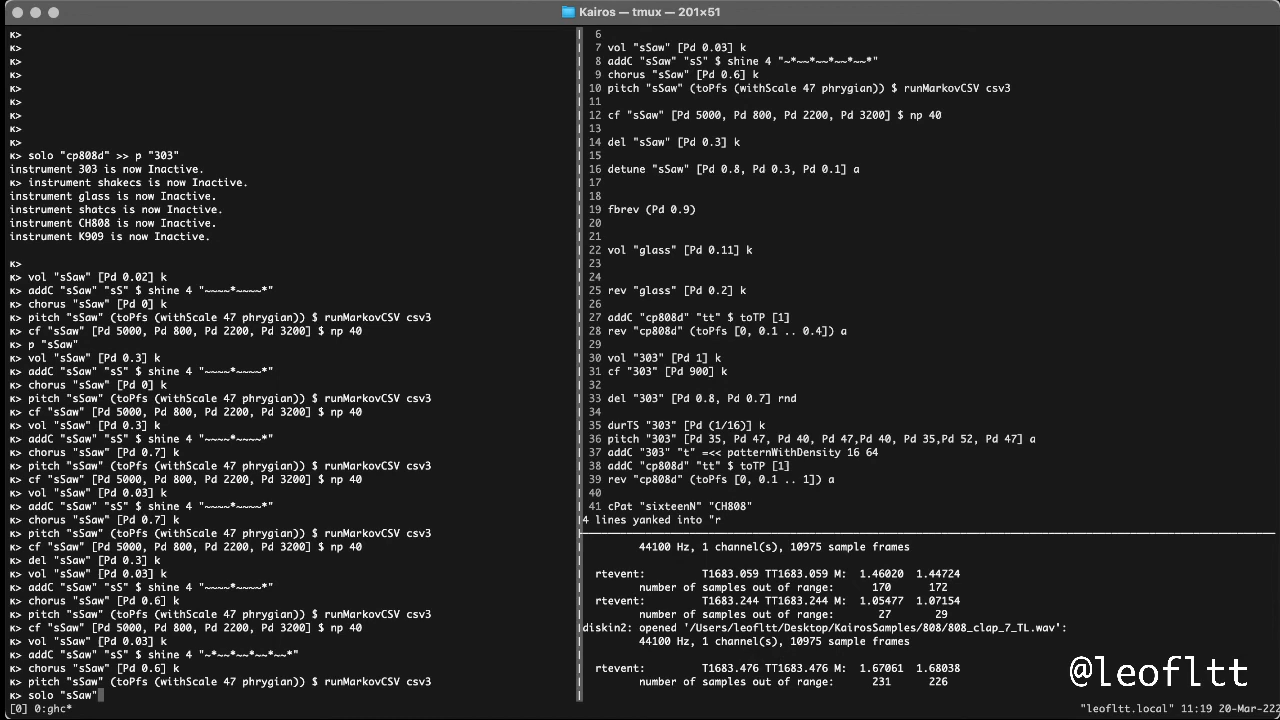 Kairos — tmux — 201×51
K>
K>
K>
K>
K>
K>
K>
K>
K>
K> solo "cp808d" >> p "303"
instrument 303 is now Inactive.
K> instrument shakecs is now Inactive.
instrument glass is now Inactive.
instrument shatcs is now Inactive.
instrument CH808 is now Inactive.
instrument K909 is now Inactive.
K>
K> vol "sSaw" [Pd 0.02] k
K> addC "sSaw" "sS" $ shine 4 "~~~~*~~~~*"
K> chorus "sSaw" [Pd 0] k
K> pitch "sSaw" (toPfs (withScale 47 phrygian)) $ runMarkovCSV csv3
K> cf "sSaw" [Pd 5000, Pd 800, Pd 2200, Pd 3200] $ np 40
K> p "sSaw"
K> vol "sSaw" [Pd 0.3] k
K> addC "sSaw" "sS" $ shine 4 "~~~~*~~~~*"
K> chorus "sSaw" [Pd 0] k
K> pitch "sSaw" (toPfs (withScale 47 phrygian)) $ runMarkovCSV csv3
K> cf "sSaw" [Pd 5000, Pd 800, Pd 2200, Pd 3200] $ np 40
K> vol "sSaw" [Pd 0.3] k
K> addC "sSaw" "sS" $ shine 4 "~~~~*~~~~*"
K> chorus "sSaw" [Pd 0.7] k
K> pitch "sSaw" (toPfs (withScale 47 phrygian)) $ runMarkovCSV csv3
K> cf "sSaw" [Pd 5000, Pd 800, Pd 2200, Pd 3200] $ np 40
K> vol "sSaw" [Pd 0.03] k
K> addC "sSaw" "sS" $ shine 4 "~~~~*~~~~*"
K> chorus "sSaw" [Pd 0.7] k
K> pitch "sSaw" (toPfs (withScale 47 phrygian)) $ runMarkovCSV csv3
K> cf "sSaw" [Pd 5000, Pd 800, Pd 2200, Pd 3200] $ np 40
K> del "sSaw" [Pd 0.3] k
K> vol "sSaw" [Pd 0.03] k
K> addC "sSaw" "sS" $ shine 4 "~~~~*~~~~*"
K> chorus "sSaw" [Pd 0.6] k
K> pitch "sSaw" (toPfs (withScale 47 phrygian)) $ runMarkovCSV csv3
K> cf "sSaw" [Pd 5000, Pd 800, Pd 2200, Pd 3200] $ np 40
K> vol "sSaw" [Pd 0.03] k
K> addC "sSaw" "sS" $ shine 4 "~*~~*~~*~~*~~*"
K> chorus "sSaw" [Pd 0.6] k
K> pitch "sSaw" (toPfs (withScale 47 phrygian)) $ runMarkovCSV csv3
K> solo "sSaw"
6
7 vol "sSaw" [Pd 0.03] k
8 addC "sSaw" "sS" $ shine 4 "~*~~*~~*~~*~~*"
9 chorus "sSaw" [Pd 0.6] k
10 pitch "sSaw" (toPfs (withScale 47 phrygian)) $ runMarkovCSV csv3
11
12 cf "sSaw" [Pd 5000, Pd 800, Pd 2200, Pd 3200] $ np 40
13
14 del "sSaw" [Pd 0.3] k
15
16 detune "sSaw" [Pd 0.8, Pd 0.3, Pd 0.1] a
17
18
19 fbrev (Pd 0.9)
20
21
22 vol "glass" [Pd 0.11] k
23
24
25 rev "glass" [Pd 0.2] k
26
27 addC "cp808d" "tt" $ toTP [1]
28 rev "cp808d" (toPfs [0, 0.1 .. 0.4]) a
29
30 vol "303" [Pd 1] k
31 cf "303" [Pd 900] k
32
33 del "303" [Pd 0.8, Pd 0.7] rnd
34
35 durTS "303" [Pd (1/16)] k
36 pitch "303" [Pd 35, Pd 47, Pd 40, Pd 47,Pd 40, Pd 35,Pd 52, Pd 47] a
37 addC "303" "t" =<< patternWithDensity 16 64
38 addC "cp808d" "tt" $ toTP [1]
39 rev "cp808d" (toPfs [0, 0.1 .. 1]) a
40
41 cPat "sixteenN" "CH808"
4 lines yanked into "r
44100 Hz, 1 channel(s), 10975 sample frames
rtevent: T1683.059 TT1683.059 M: 1.46020 1.44724
number of samples out of range: 170 172
rtevent: T1683.244 TT1683.244 M: 1.05477 1.07154
number of samples out of range: 27 29
diskin2: opened '/Users/leofltt/Desktop/KairosSamples/808/808_clap_7_TL.wav':
44100 Hz, 1 channel(s), 10975 sample frames
rtevent: T1683.476 TT1683.476 M: 1.67061 1.68038
number of samples out of range: 231 226
@leofltt
[0] 0:ghc* "leofltt.local" 11:19 20-Mar-222